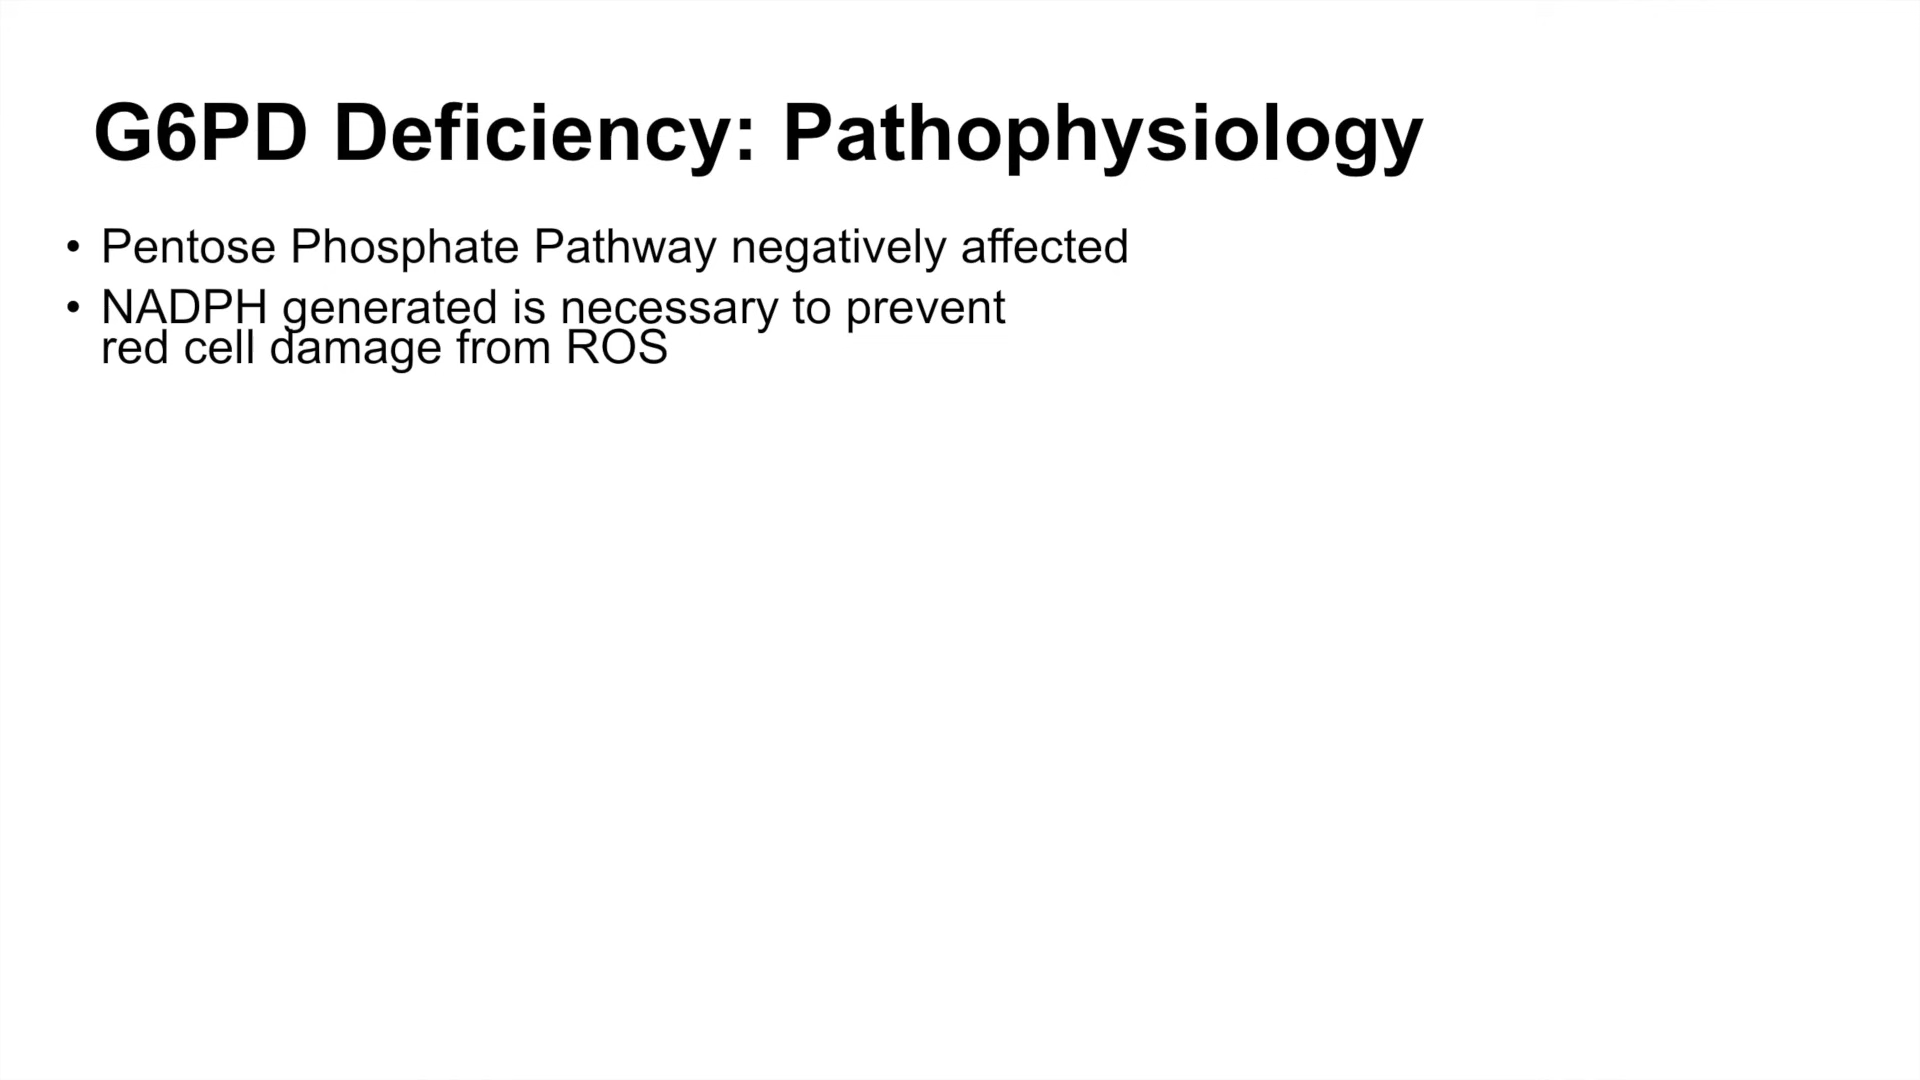 G6PD Deficiency: Pathophysiology
• Pentose Phosphate Pathway negatively affected
• NADPH generated is necessary to prevent
red cell damage from ROS